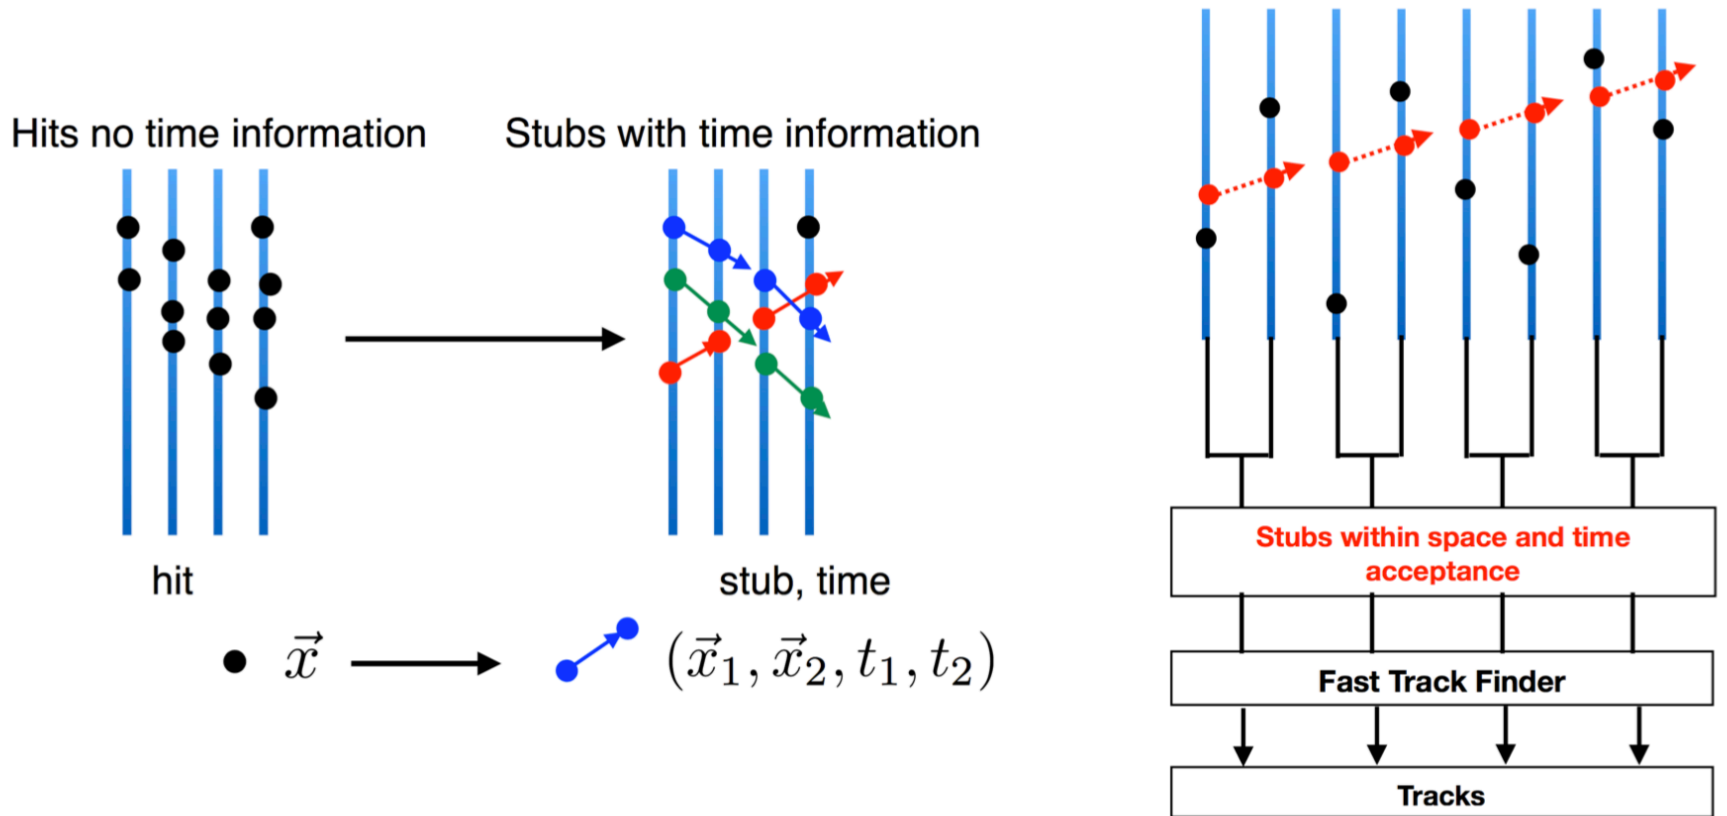 Hits no time information
Stubs with time information
hit
stub, time
$\vec{x}$
$(\vec{x}_1, \vec{x}_2, t_1, t_2)$
Stubs within space and time
acceptance
Fast Track Finder
Tracks